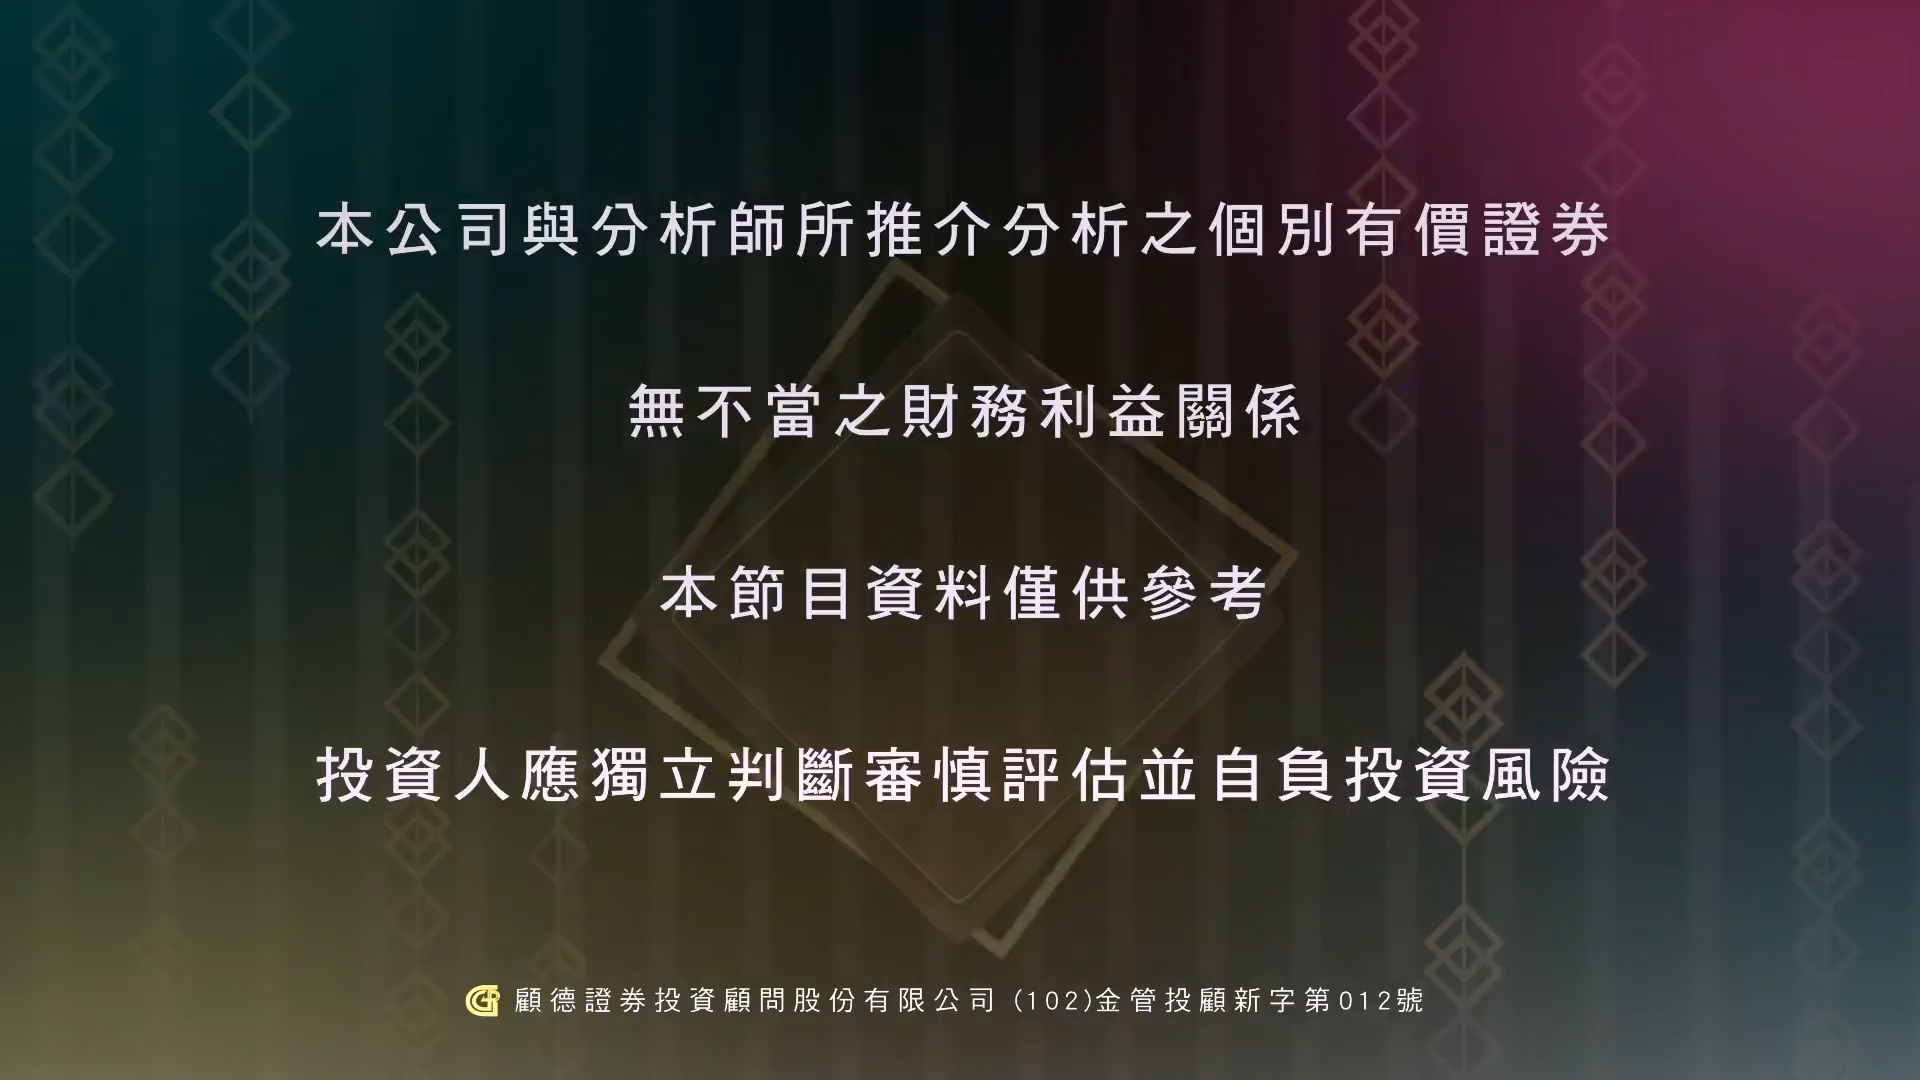 本公司與分析師所推介分析之個別有價證券
無不當之財務利益關係
本節目資料僅供參考
投資人應獨立判斷審慎評估並自負投資風險
顧德證券投資顧問股份有限公司 (102)金管投顧新字第012號